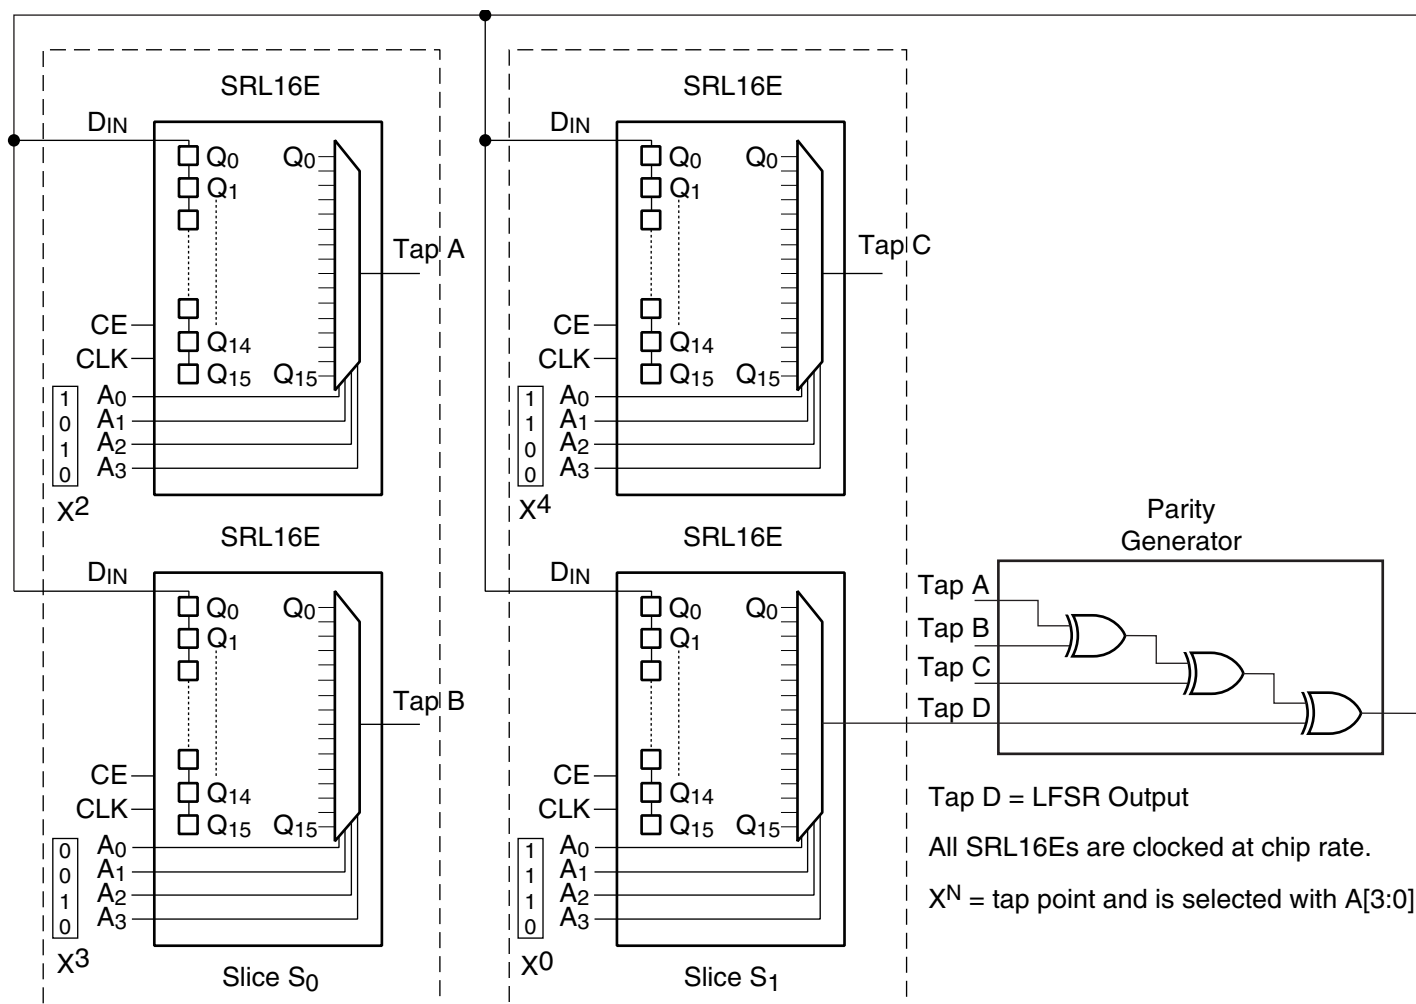 SRL16E
DIN
Q0
Q1
Q14
Q15
Q0
Q15
Tap A
CE
CLK
1 A0
0 A1
1 A2
0 A3
X2
SRL16E
DIN
Q0
Q1
Q14
Q15
Q0
Q15
Tap C
CE
CLK
1 A0
1 A1
0 A2
0 A3
X4
SRL16E
DIN
Q0
Q1
Q14
Q15
Q0
Q15
Tap B
CE
CLK
0 A0
0 A1
1 A2
0 A3
X3
Slice S0
SRL16E
DIN
Q0
Q1
Q14
Q15
Q0
Q15
CE
CLK
1 A0
1 A1
1 A2
0 A3
X0
Slice S1
Parity
Generator
Tap A
Tap B
Tap C
Tap D
Tap D = LFSR Output
All SRL16Es are clocked at chip rate.
XN = tap point and is selected with A[3:0]